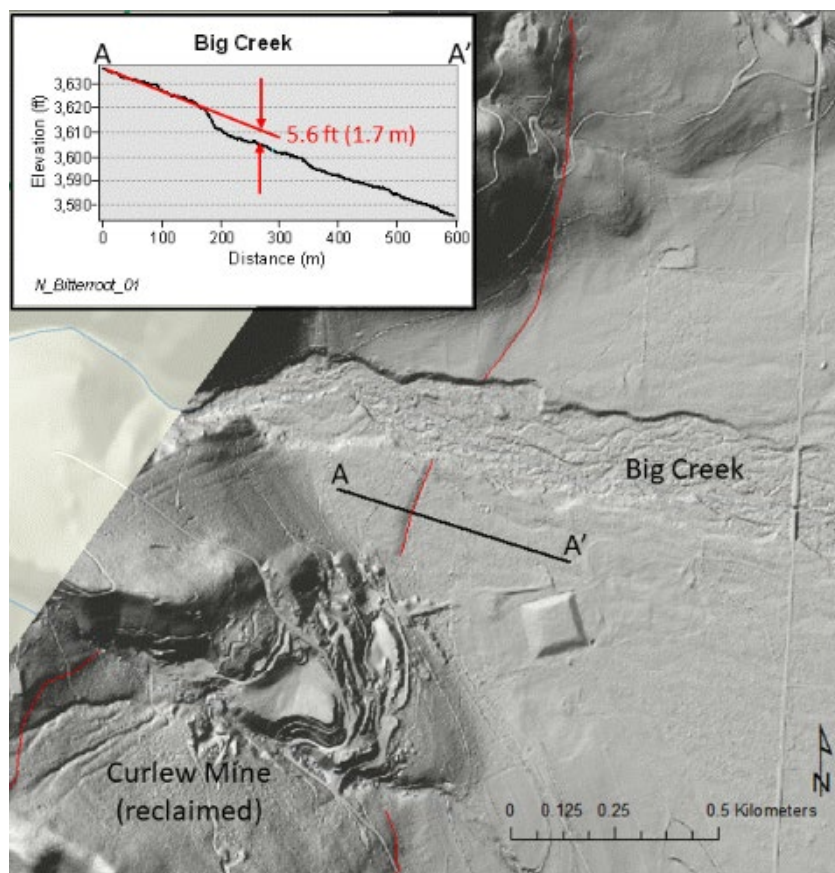 Big Creek
A A'
Elevation (ft)
3,630
3,620
3,610
3,600
3,590
3,580
5.6 ft (1.7 m)
0 100 200 300 400 500 600
Distance (m)
N_Bitterroot_01
Big Creek
A
A'
Curlew Mine
(reclaimed)
N
0 0.125 0.25 0.5 Kilometers